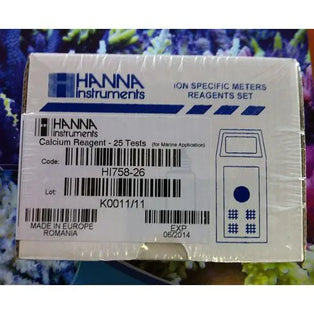 HANNA
instruments
ION SPECIFIC METERS
REAGENTS SET
HANNA
instruments
Calcium Reagent - 25 Tests (for Marine Application)
Code:
HI758-26
Lot:
K0011/11
MADE IN EUROPE
ROMANIA
EXP
06/2014